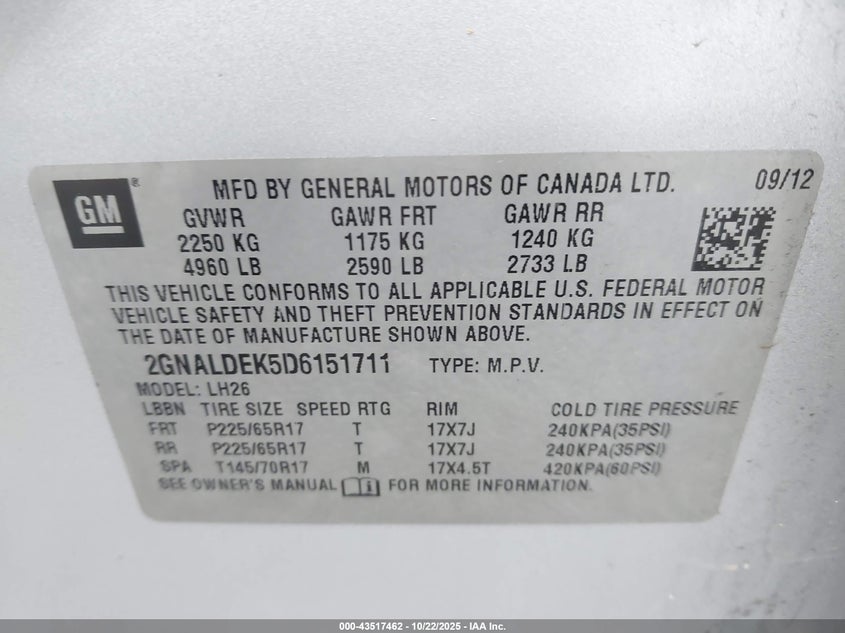 GM ® MFD BY GENERAL MOTORS OF CANADA LTD. 09/12
GVWR GAWR FRT GAWR RR
2250 KG 1175 KG 1240 KG
4960 LB 2590 LB 2733 LB
THIS VEHICLE CONFORMS TO ALL APPLICABLE U.S. FEDERAL MOTOR
VEHICLE SAFETY AND THEFT PREVENTION STANDARDS IN EFFECT ON
THE DATE OF MANUFACTURE SHOWN ABOVE.
2GNALDEK5D6151711 TYPE: M.P.V.
MODEL: LH26
LBBN TIRE SIZE SPEED RTG RIM COLD TIRE PRESSURE
FRT P225/65R17 T 17X7J 240KPA(35PSI)
RR P225/65R17 T 17X7J 240KPA(35PSI)
SPA T145/70R17 M 17X4.5T 420KPA(60PSI)
SEE OWNER'S MANUAL i FOR MORE INFORMATION.
000-43517462 - 10/22/2025 - IAA Inc.